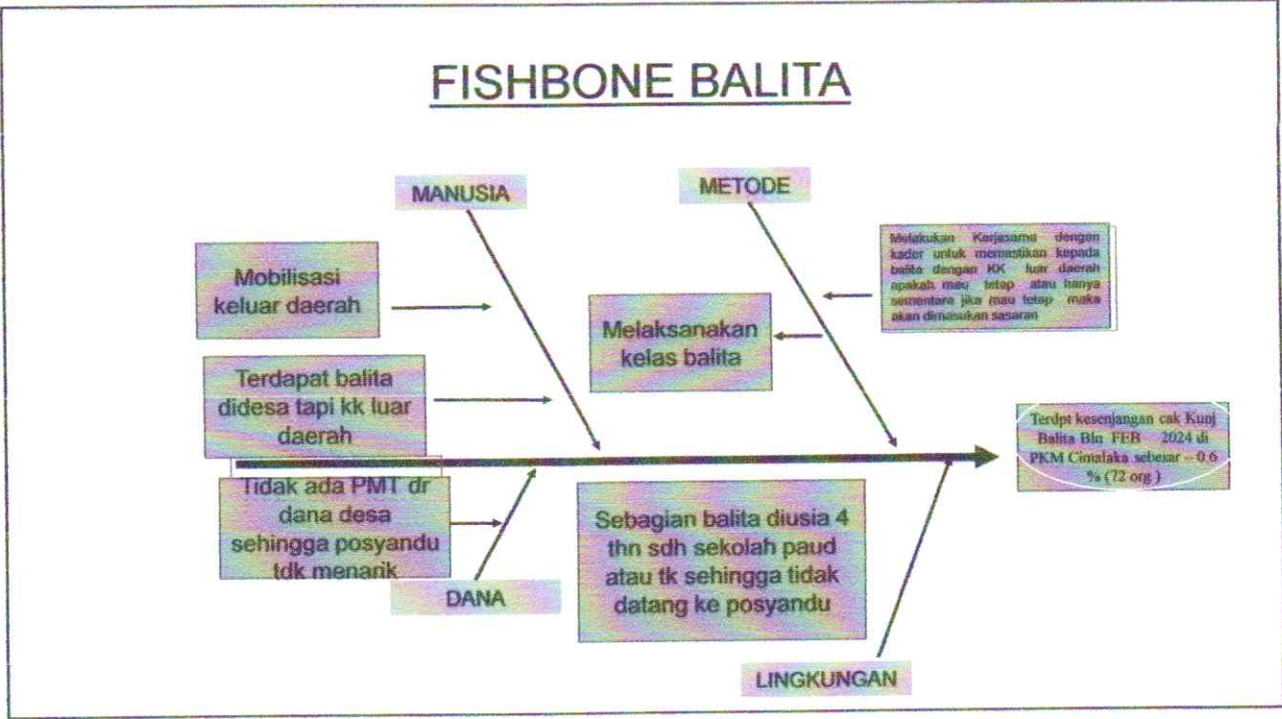 FISHBONE BALITA
MANUSIA
METODE
Mobilisasi
keluar daerah
Melakukan Kerjasama dengan
kader untuk memastikan kepada
balita dengan KK luar daerah
apakah mau tetap atau hanya
sementara jika mau tetap maka
akan dimasukan sasaran
Melaksanakan
kelas balita
Terdapat balita
didesa tapi kk luar
daerah
Terdpt kesenjangan cak Kunj
Balita Bln FEB 2024 di
PKM Cimalaka sebesar – 0.6
% (72 org )
Tidak ada PMT dr
dana desa
sehingga posyandu
tdk menarik
Sebagian balita diusia 4
thn sdh sekolah paud
atau tk sehingga tidak
datang ke posyandu
DANA
LINGKUNGAN